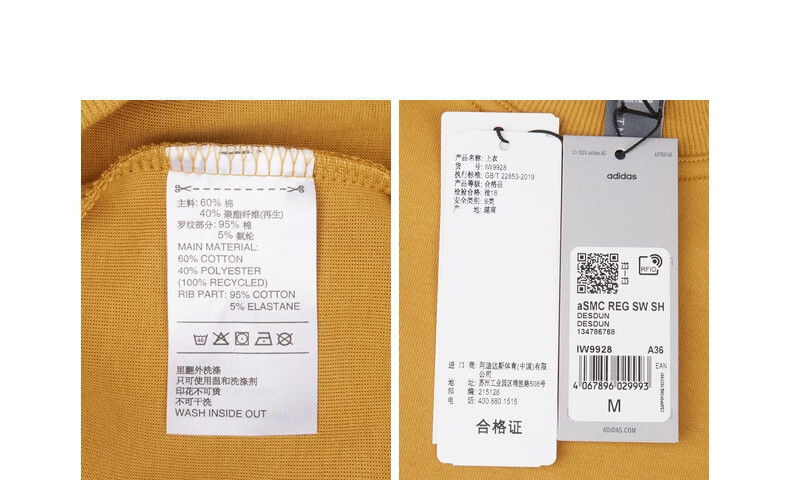 主料: 60% 棉
40% 聚酯纤维(再生)
罗纹部分: 95% 棉
5% 氨纶
MAIN MATERIAL:
60% COTTON
40% POLYESTER
(100% RECYCLED)
RIB PART: 95% COTTON
5% ELASTANE
里翻外洗涤
只可使用温和洗涤剂
印花不可烫
不可干洗
WASH INSIDE OUT
产品名称: 上衣
货 号: IW9928
执行标准: GB/T 22853-2019
产品等级: 合格品
检验合格: 检18
安全类别: B类
产 地: 越南
进 口 商: 阿迪达斯体育(中国)有限
公司
地 址: 苏州工业园区难胜路
邮 编: 215126
电 话: 400 880 1515
合格证
adidas
RFID
aSMC REG SW SH
DESDUN
DESDUN
134786768
IW9928 A36
EAN
4 067896 029993
M
ADIDAS.COM